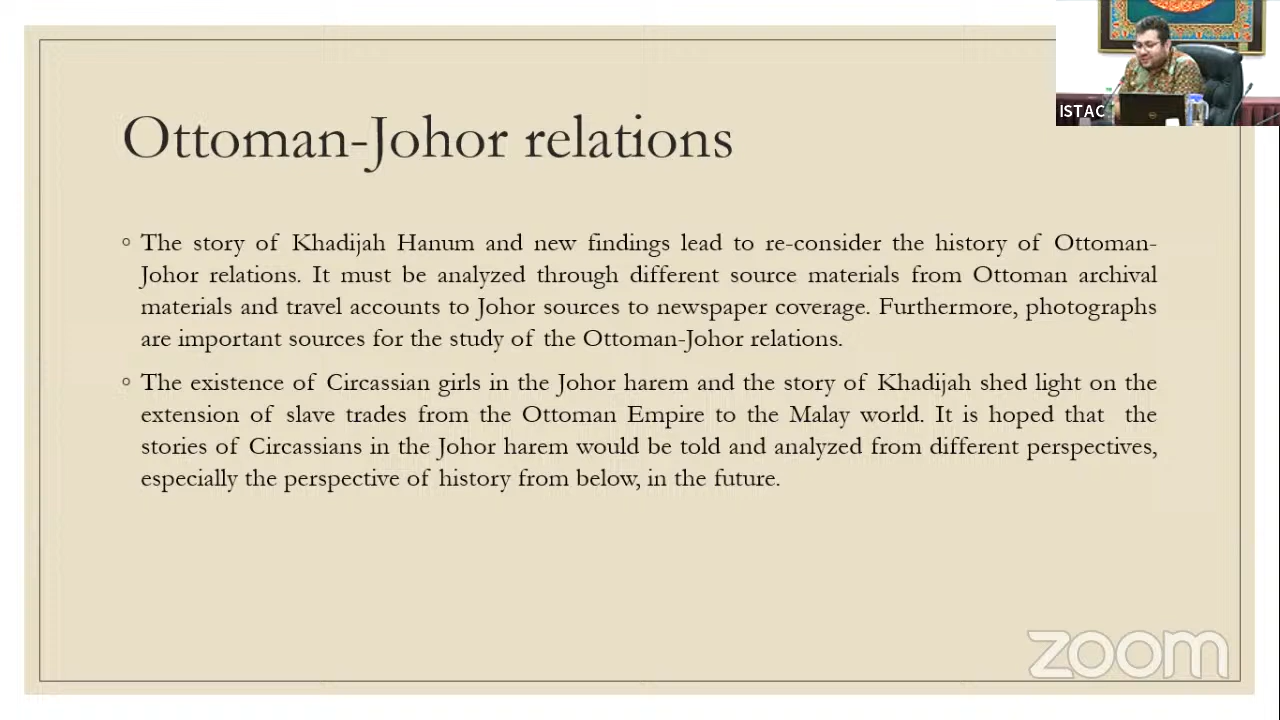 ISTAC
Ottoman-Johor relations
◦ The story of Khadijah Hanum and new findings lead to re-consider the history of Ottoman-
Johor relations. It must be analyzed through different source materials from Ottoman archival
materials and travel accounts to Johor sources to newspaper coverage. Furthermore, photographs
are important sources for the study of the Ottoman-Johor relations.
◦ The existence of Circassian girls in the Johor harem and the story of Khadijah shed light on the
extension of slave trades from the Ottoman Empire to the Malay world. It is hoped that the
stories of Circassians in the Johor harem would be told and analyzed from different perspectives,
especially the perspective of history from below, in the future.
zoom